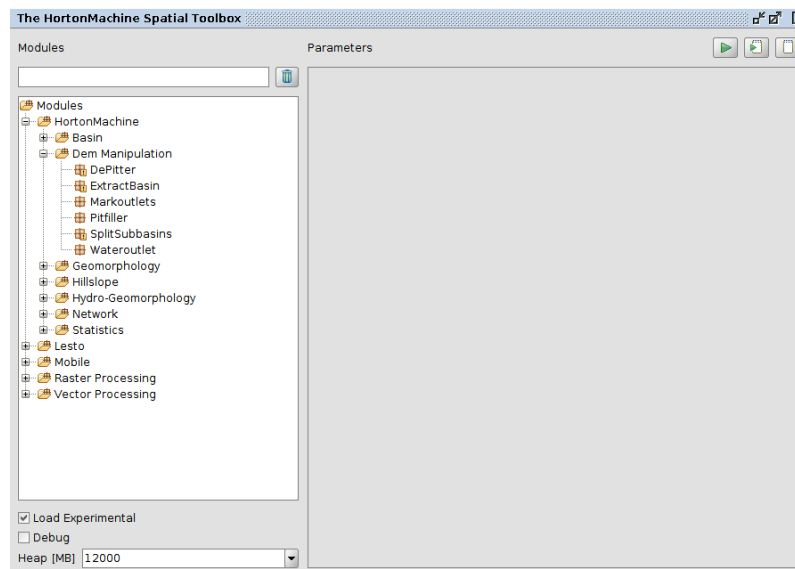 The HortonMachine Spatial Toolbox
Modules
Parameters
Modules
HortonMachine
Basin
Dem Manipulation
DePitter
ExtractBasin
Markoutlets
Pitfiller
SplitSubbasins
Wateroutlet
Geomorphology
Hillslope
Hydro-Geomorphology
Network
Statistics
Lesto
Mobile
Raster Processing
Vector Processing
Load Experimental
Debug
Heap [MB] 12000